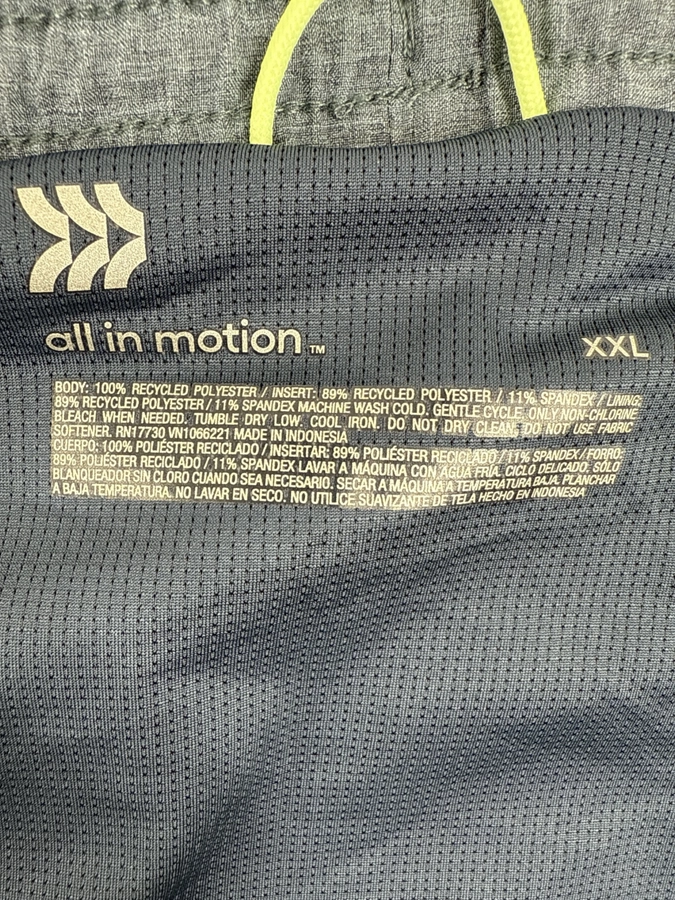 all in motion™
XXL
BODY: 100% RECYCLED POLYESTER / INSERT: 89% RECYCLED POLYESTER / 11% SPANDEX / LINING:
89% RECYCLED POLYESTER / 11% SPANDEX MACHINE WASH COLD. GENTLE CYCLE. ONLY NON-CHLORINE
BLEACH WHEN NEEDED. TUMBLE DRY LOW. COOL IRON. DO NOT DRY CLEAN. DO NOT USE FABRIC
SOFTENER. RN17730 VN1066221 MADE IN INDONESIA
CUERPO: 100% POLIÉSTER RECICLADO / INSERTAR: 89% POLIÉSTER RECICLADO / 11% SPANDEX / FORRO:
89% POLIÉSTER RECICLADO / 11% SPANDEX LAVAR A MÁQUINA CON AGUA FRÍA. CICLO DELICADO. SÓLO
BLANQUEADOR SIN CLORO CUANDO SEA NECESARIO. SECAR A MÁQUINA A TEMPERATURA BAJA. PLANCHAR
A BAJA TEMPERATURA. NO LAVAR EN SECO. NO UTILICE SUAVIZANTE DE TELA HECHO EN INDONESIA